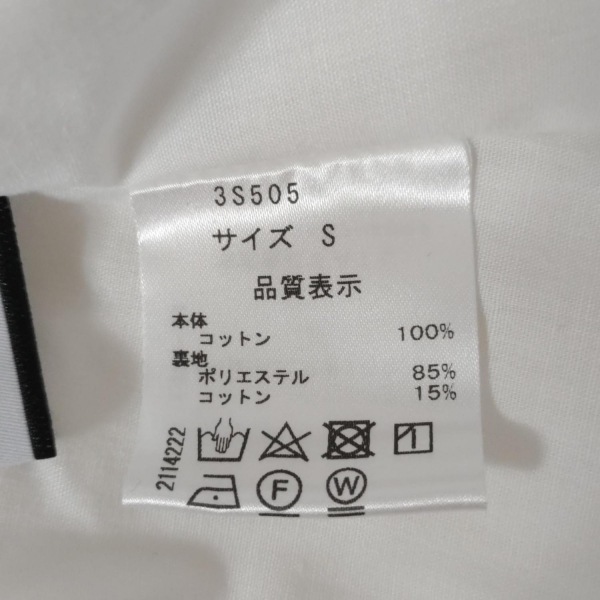 3S505
サイズ S
品質表示
本体
コットン 100%
裏地
ポリエステル 85%
コットン 15%
2114222
F
W